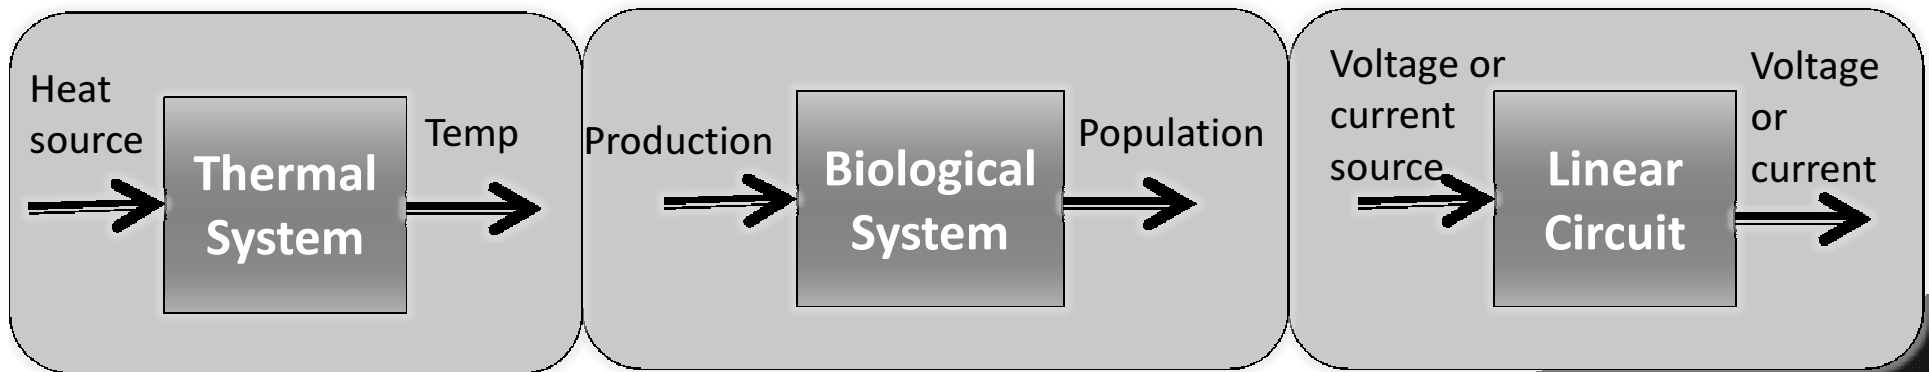 Heat
source
Thermal
System
Temp
Production
Biological
System
Population
Voltage or
current
source
Linear
Circuit
Voltage
or
current